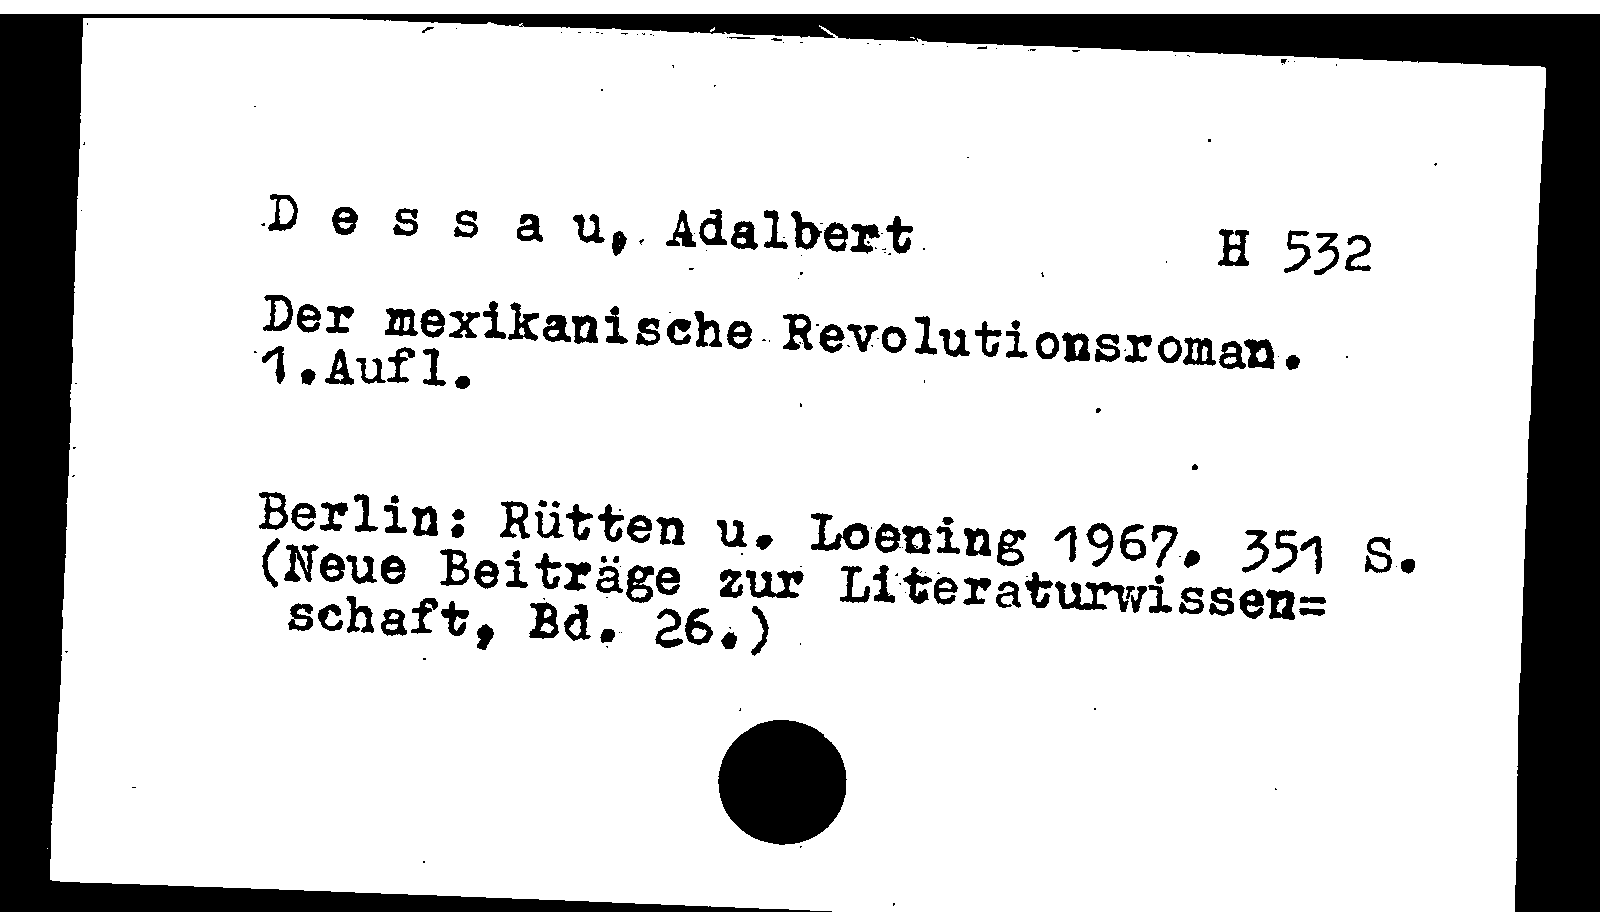 D e s s a u, Adalbert H 532
Der mexikanische Revolutionsroman.
1.Aufl.
Berlin: Rütten u. Loening 1967. 351 S.
(Neue Beiträge zur Literaturwissen=
schaft, Bd. 26.)